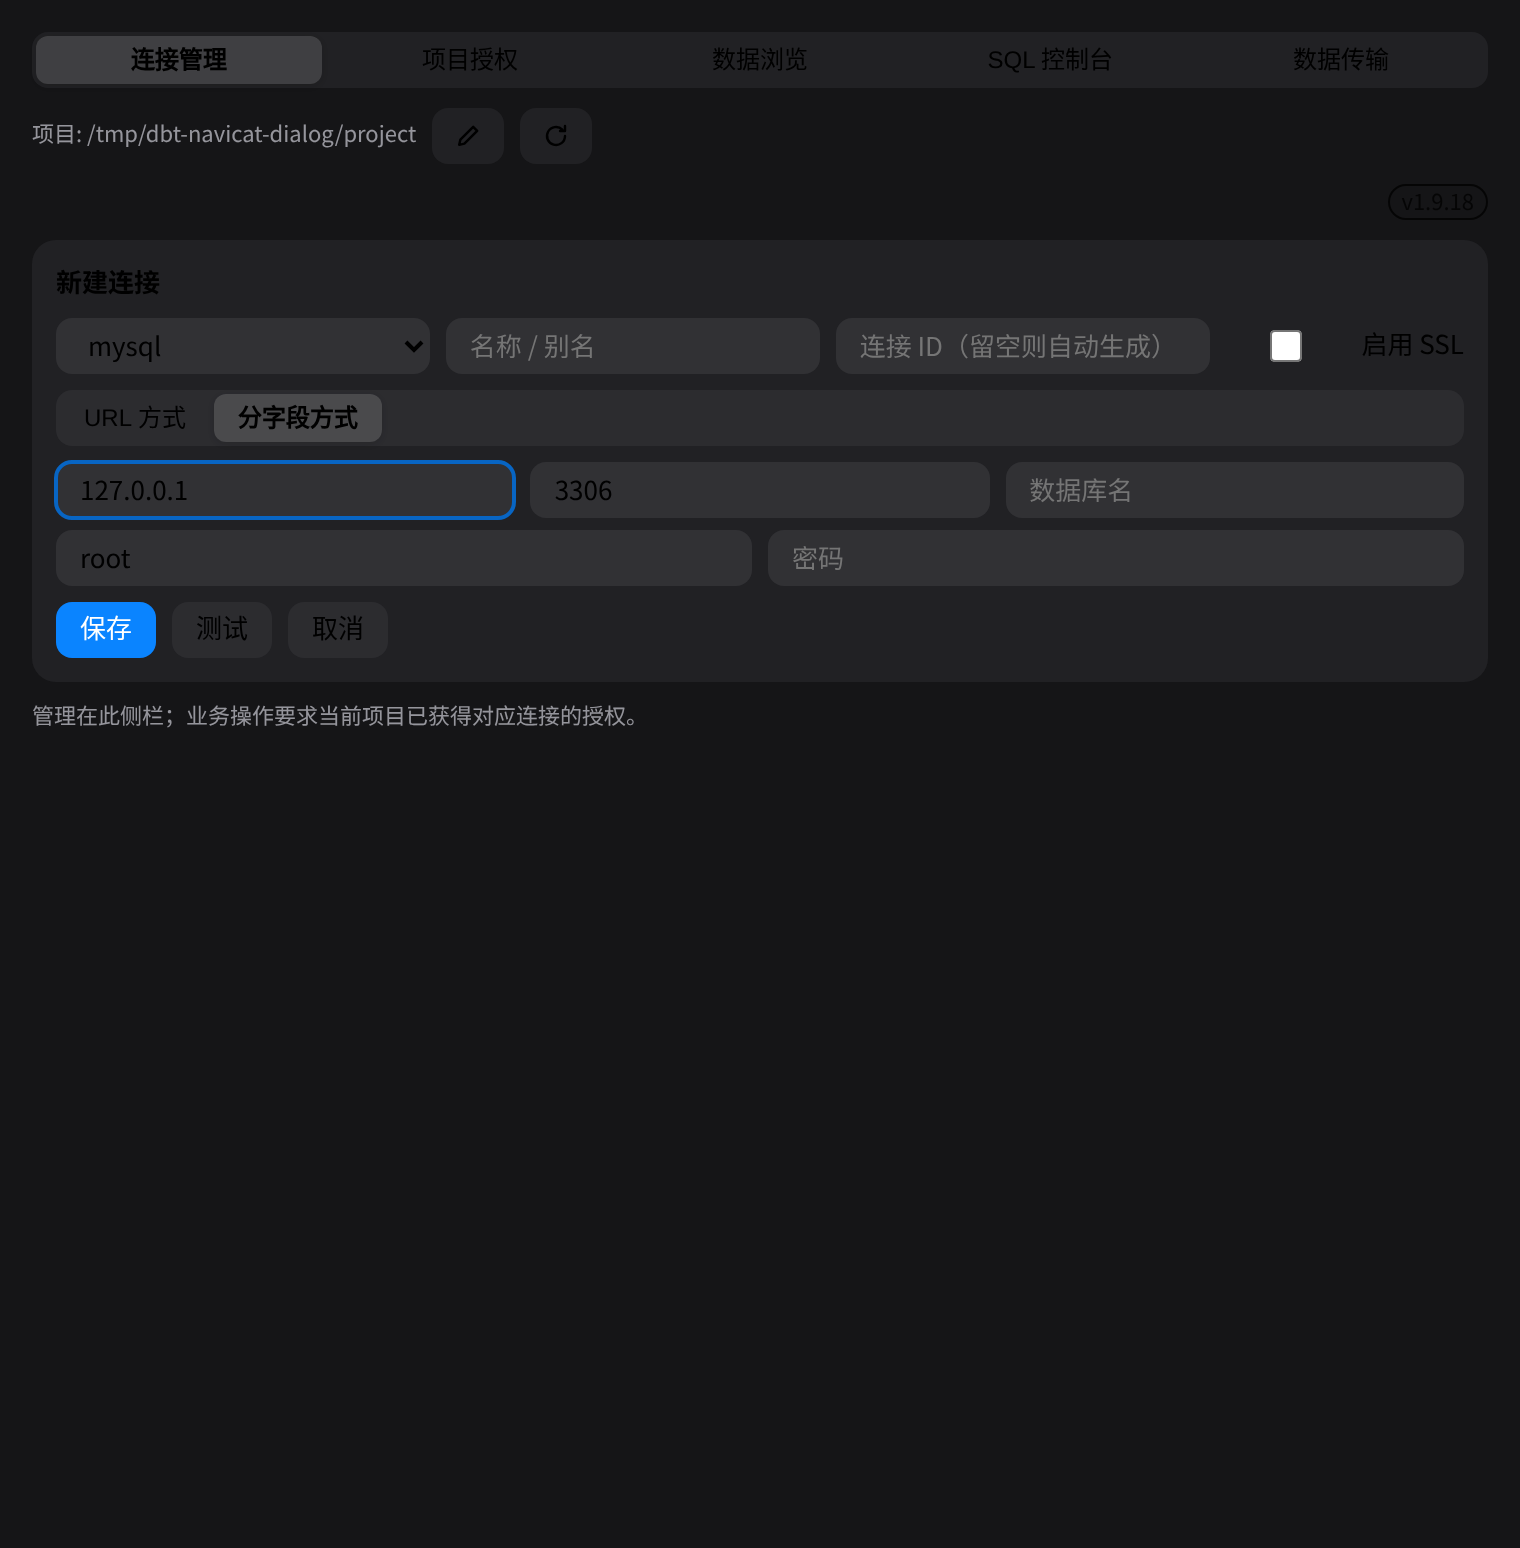 连接管理 项目授权 数据浏览 SQL 控制台 数据传输
项目: /tmp/dbt-navicat-dialog/project
v1.9.18
新建连接
mysql 名称 / 别名 连接 ID（留空则自动生成） 启用 SSL
URL 方式 分字段方式
127.0.0.1 3306 数据库名
root 密码
保存 测试 取消
管理在此侧栏；业务操作要求当前项目已获得对应连接的授权。